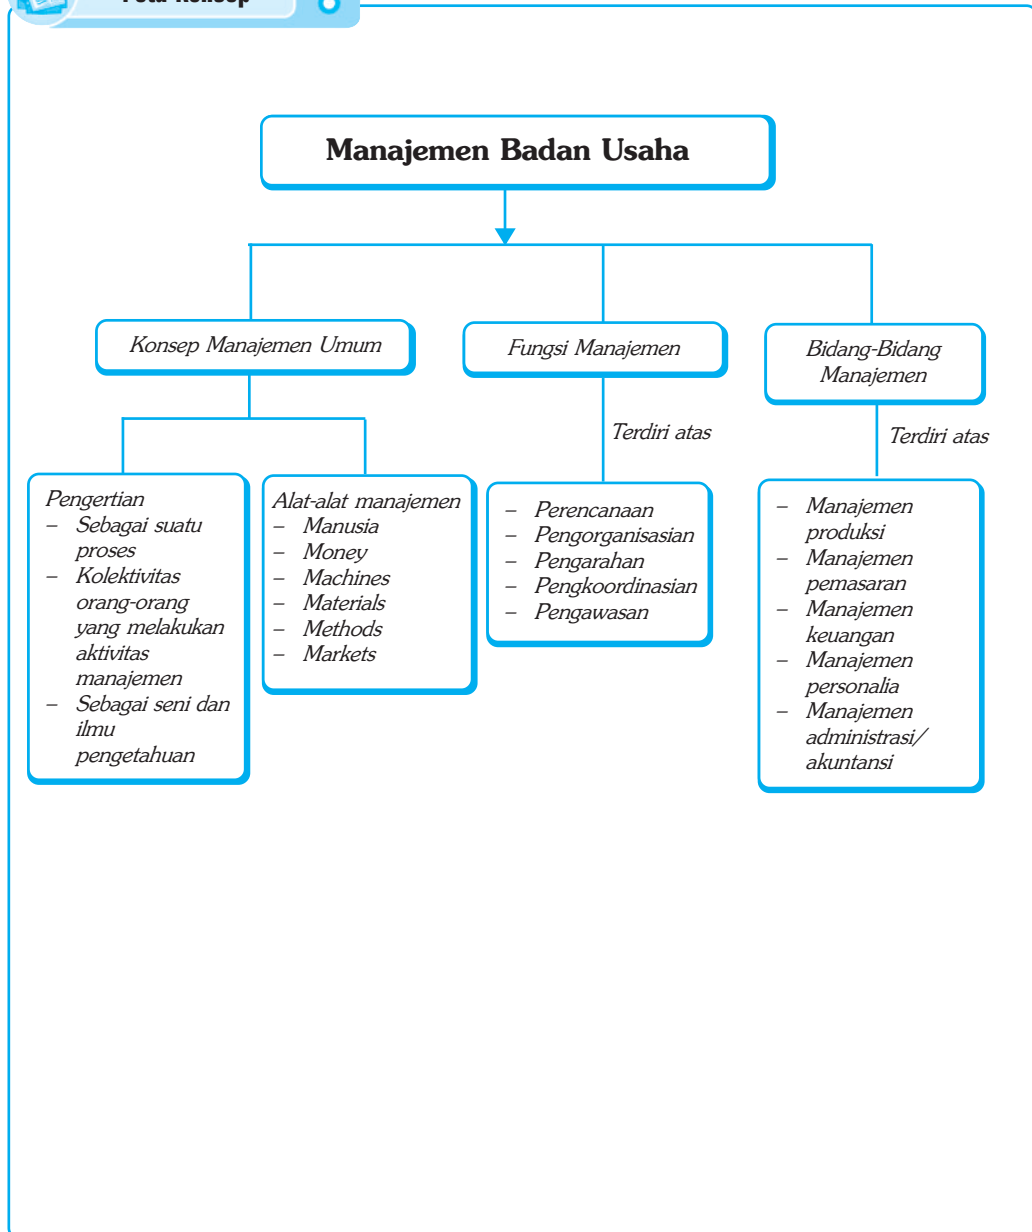 Manajemen Badan Usaha
Konsep Manajemen Umum
Fungsi Manajemen
Bidang-Bidang
Manajemen
Terdiri atas
Terdiri atas
Pengertian
– Sebagai suatu
proses
– Kolektivitas
orang-orang
yang melakukan
aktivitas
manajemen
– Sebagai seni dan
ilmu
pengetahuan
Alat-alat manajemen
– Manusia
– Money
– Machines
– Materials
– Methods
– Markets
– Perencanaan
– Pengorganisasian
– Pengarahan
– Pengkoordinasian
– Pengawasan
– Manajemen
produksi
– Manajemen
pemasaran
– Manajemen
keuangan
– Manajemen
personalia
– Manajemen
administrasi/
akuntansi